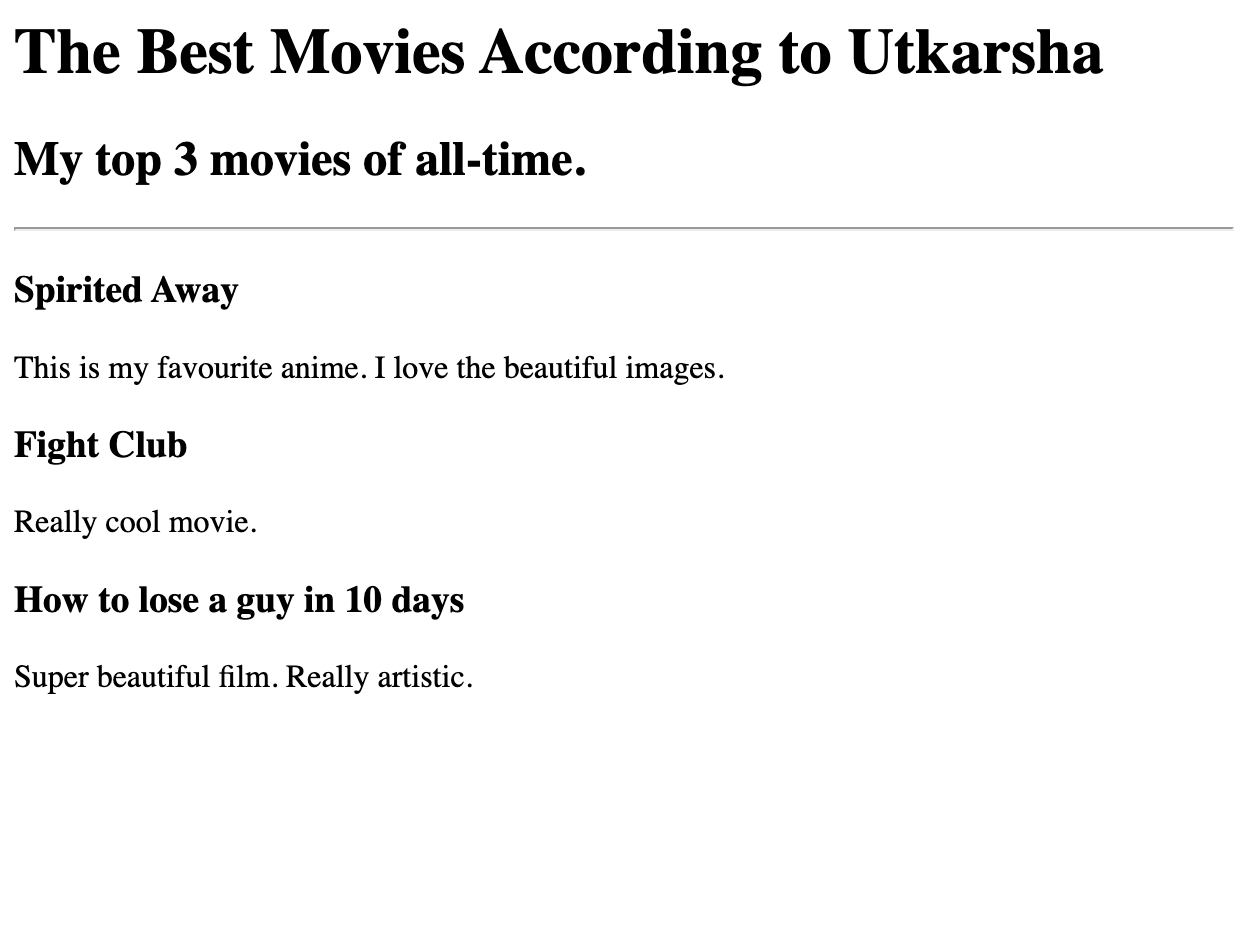 The Best Movies According to Utkarsha
My top 3 movies of all-time.
Spirited Away
This is my favourite anime. I love the beautiful images.
Fight Club
Really cool movie.
How to lose a guy in 10 days
Super beautiful film. Really artistic.